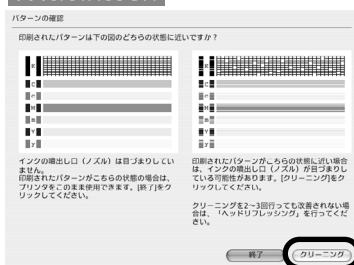 パターンの確認
印刷されたパターンは下の図のどちらの状態に近いですか？
K
C
c
M
m
Y
y
K
C
c
M
m
Y
y
インクの噴出し口（ノズル）は目づまりしてい
ません。
印刷されたパターンがこちらの状態の場合は、
プリンタをこのまま使用できます。[終了]をク
リックしてください。
印刷されたパターンがこちらの状態に近い場合
は、インクの噴出し口（ノズル）が目づまりし
ている可能性があります。[クリーニング]をク
リックしてください。
クリーニングを2～3回行っても改善されない場
合は、「ヘッドリフレッシング」を行ってくだ
さい。
終了
クリーニング